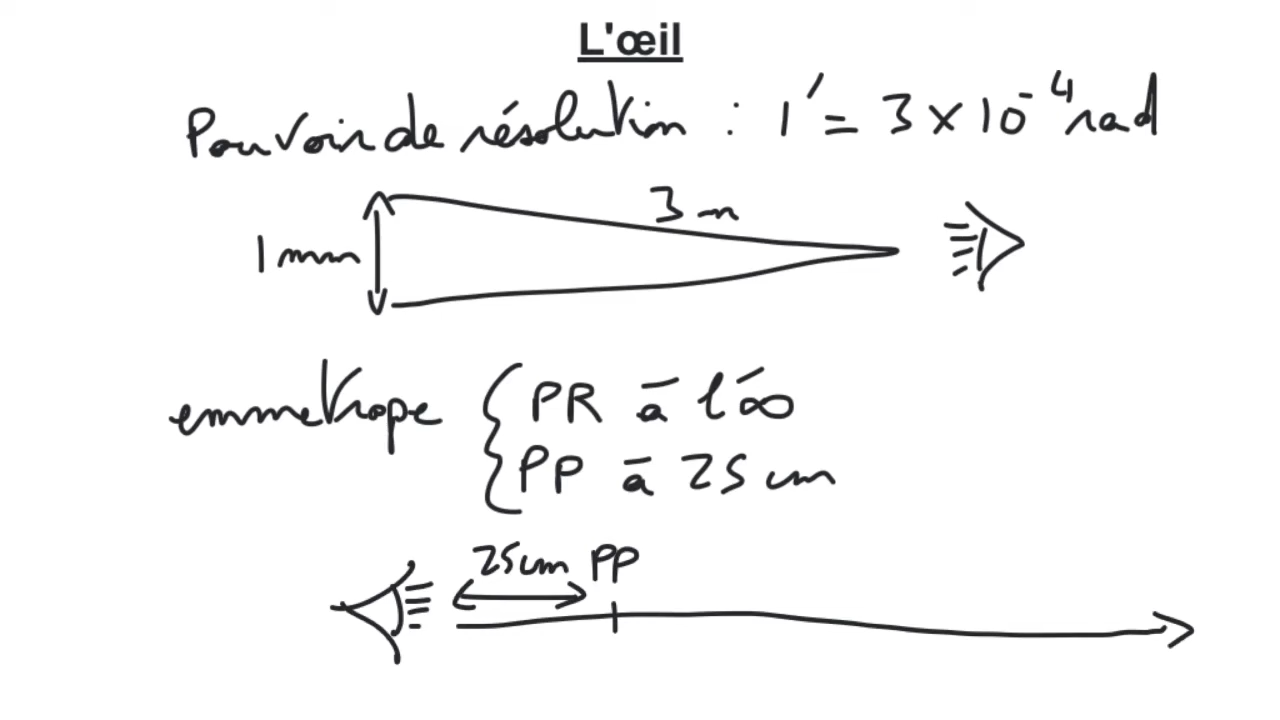 L'œil
Pouvoir de résolution : 1' = 3 × 10⁻⁴ rad
3 m
1 mm
emmetrope { PR à l'∞
PP à 25 cm
25 cm PP